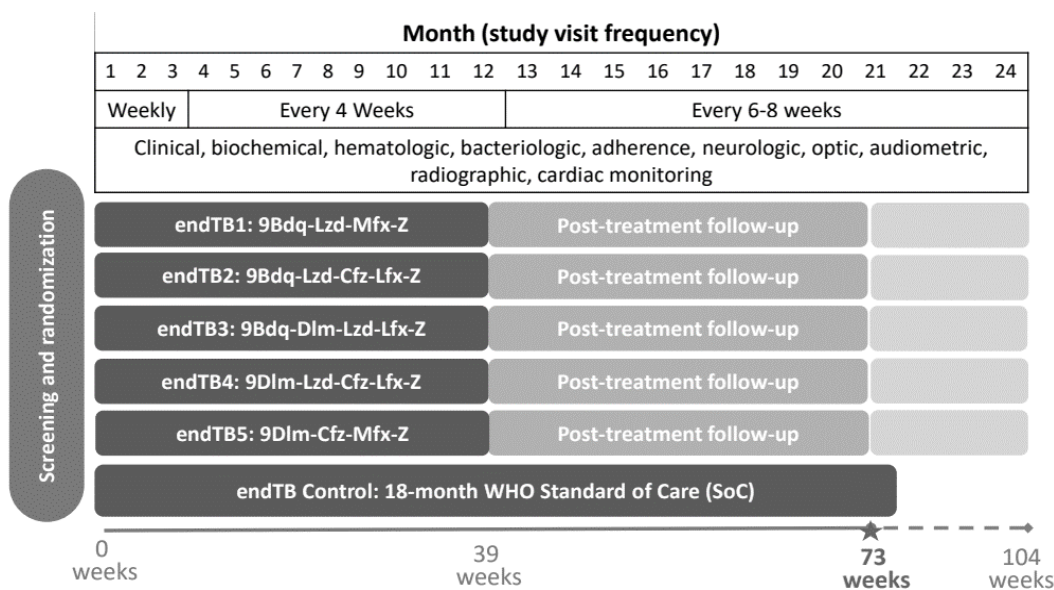 Month (study visit frequency)
1 2 3 4 5 6 7 8 9 10 11 12 13 14 15 16 17 18 19 20 21 22 23 24
Weekly Every 4 Weeks Every 6-8 weeks
Clinical, biochemical, hematologic, bacteriologic, adherence, neurologic, optic, audiometric,
radiographic, cardiac monitoring
Screening and randomization
endTB1: 9Bdq-Lzd-Mfx-Z Post-treatment follow-up
endTB2: 9Bdq-Lzd-Cfz-Lfx-Z Post-treatment follow-up
endTB3: 9Bdq-Dlm-Lzd-Lfx-Z Post-treatment follow-up
endTB4: 9Dlm-Lzd-Cfz-Lfx-Z Post-treatment follow-up
endTB5: 9Dlm-Cfz-Mfx-Z Post-treatment follow-up
endTB Control: 18-month WHO Standard of Care (SoC)
0 39 73 104
weeks weeks weeks weeks